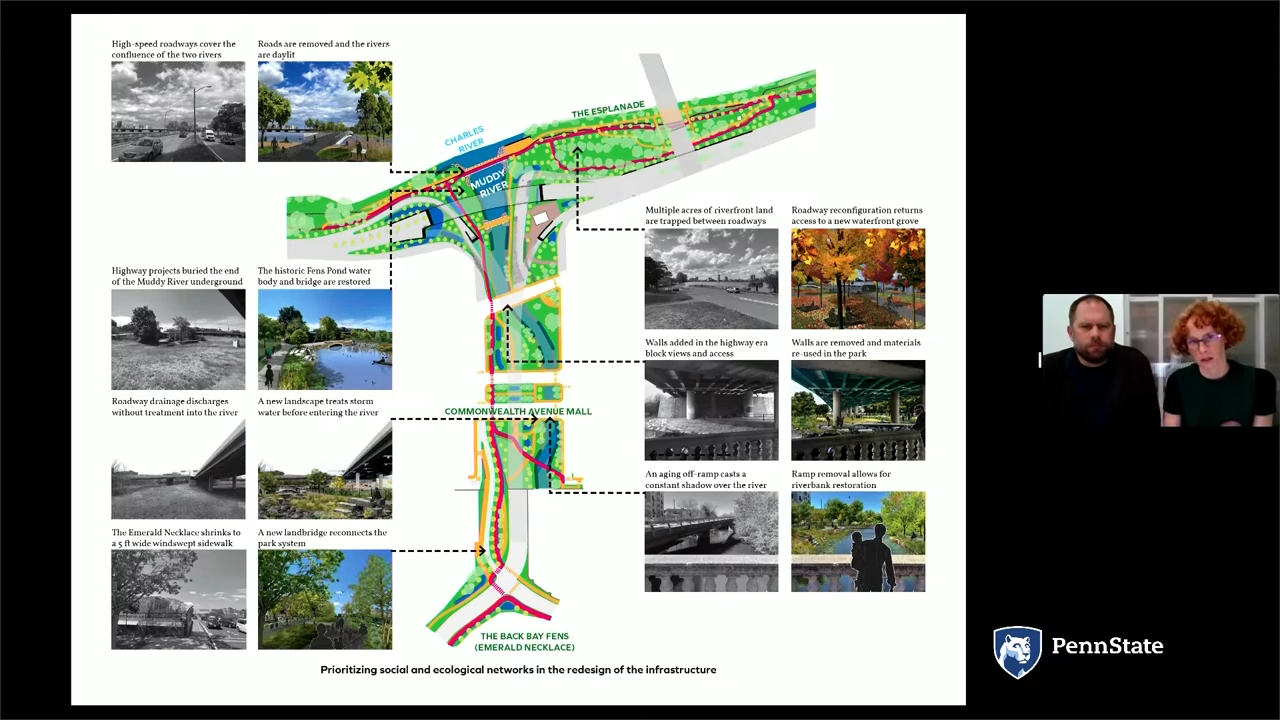 High-speed roadways cover the
confluence of the two rivers
Roads are removed and the rivers
are daylit
THE ESPLANADE
CHARLES
RIVER
MUDDY
RIVER
Multiple acres of riverfront land
are trapped between roadways
Roadway reconfiguration returns
access to a new waterfront grove
Highway projects buried the end
of the Muddy River underground
The historic Fens Pond water
body and bridge are restored
Walls added in the highway era
block views and access
Walls are removed and materials
re-used in the park
Roadway drainage discharges
without treatment into the river
A new landscape treats storm
water before entering the river
COMMONWEALTH AVENUE MALL
An aging off-ramp casts a
constant shadow over the river
Ramp removal allows for
riverbank restoration
The Emerald Necklace shrinks to
a 5 ft wide windswept sidewalk
A new landbridge reconnects the
park system
THE BACK BAY FENS
(EMERALD NECKLACE)
Prioritizing social and ecological networks in the redesign of the infrastructure
PennState